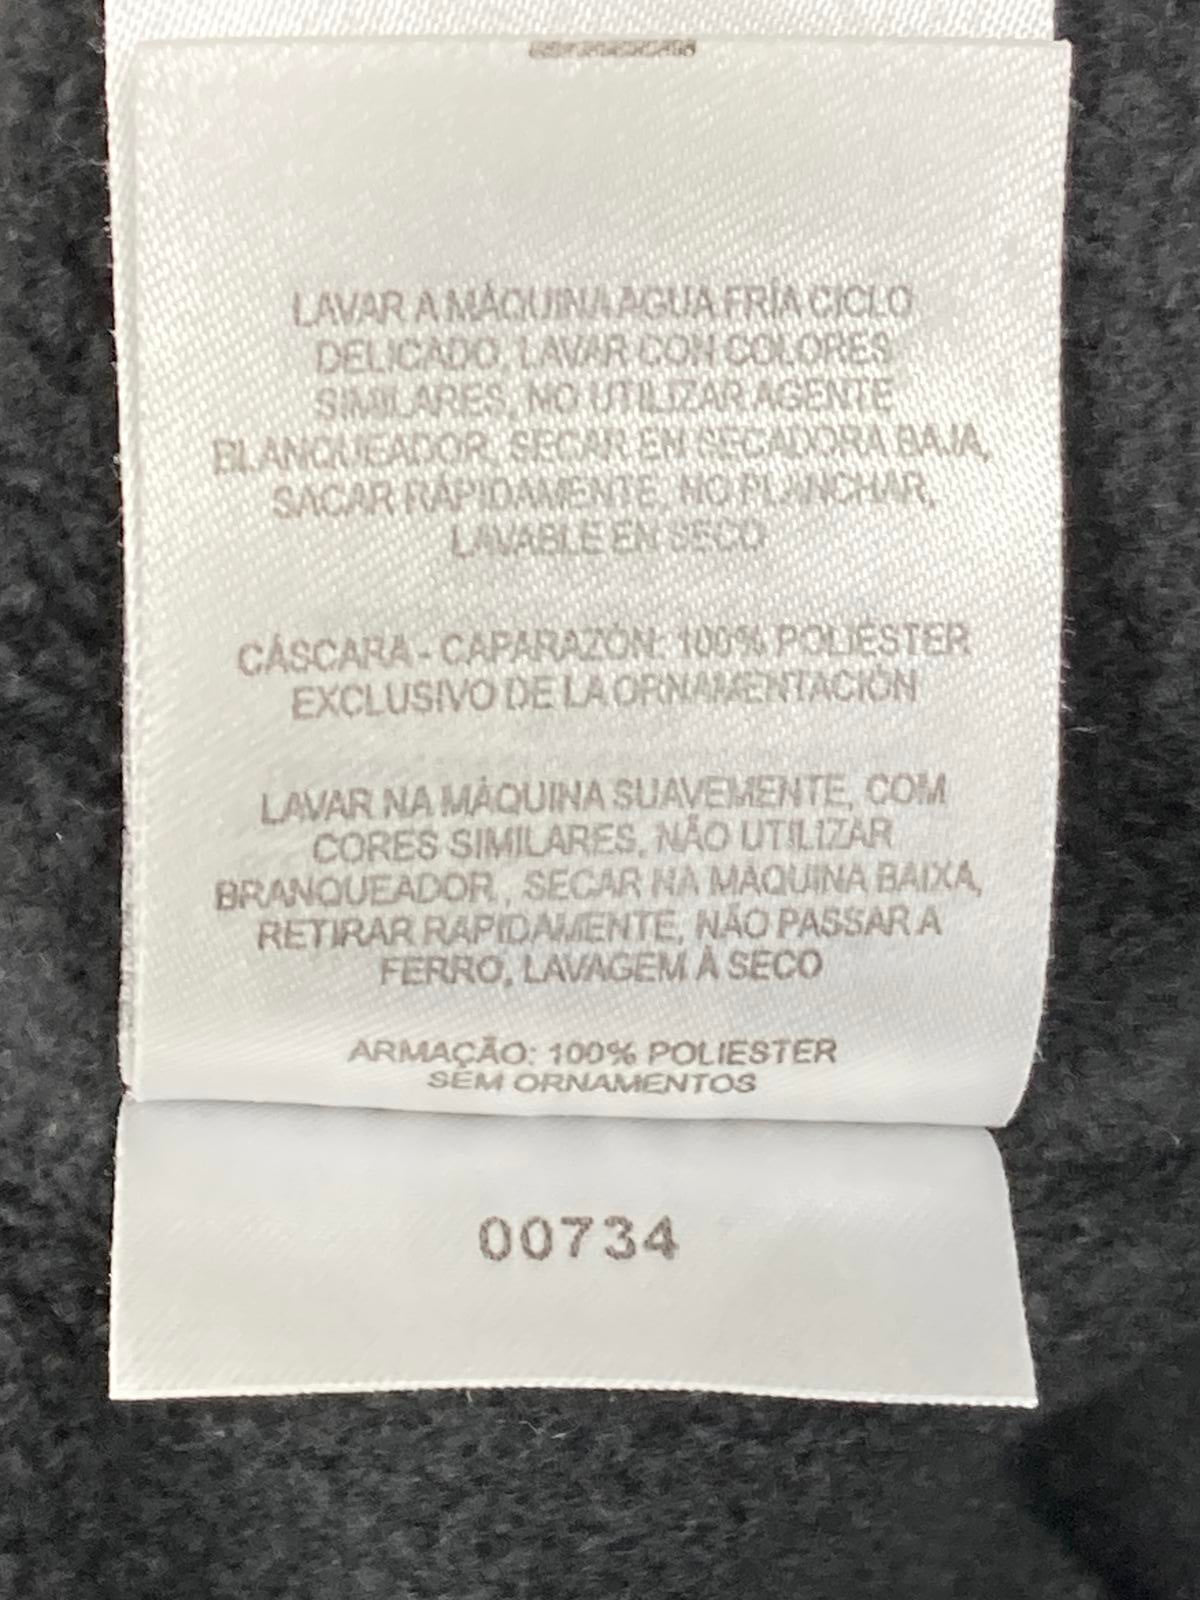 LAVAR A MÁQUINA AGUA FRÍA CICLO
DELICADO, LAVAR CON COLORES
SIMILARES, NO UTILIZAR AGENTE
BLANQUEADOR, SECAR EN SECADORA BAJA,
SACAR RÁPIDAMENTE, NO PLANCHAR,
LAVABLE EN SECO
CÁSCARA - CAPARAZÓN: 100% POLIÉSTER
EXCLUSIVO DE LA ORNAMENTACIÓN
LAVAR NA MÁQUINA SUAVEMENTE, COM
CORES SIMILARES, NÃO UTILIZAR
BRANQUEADOR, SECAR NA MÁQUINA BAIXA,
RETIRAR RAPIDAMENTE, NÃO PASSAR A
FERRO, LAVAGEM À SECO
ARMAÇÃO: 100% POLIESTER
SEM ORNAMENTOS
00734